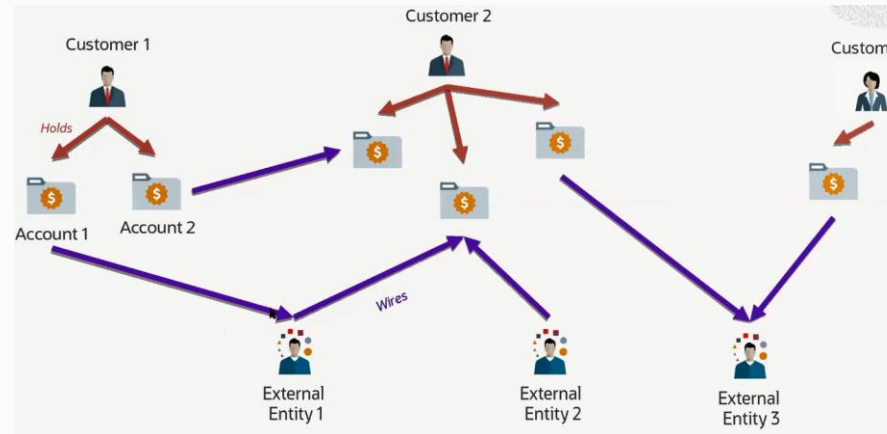 Customer 2
Customer 1
Custom
Holds
$
$
$
$
$
$
Account 1
Account 2
Wires
External
Entity 1
External
Entity 2
External
Entity 3